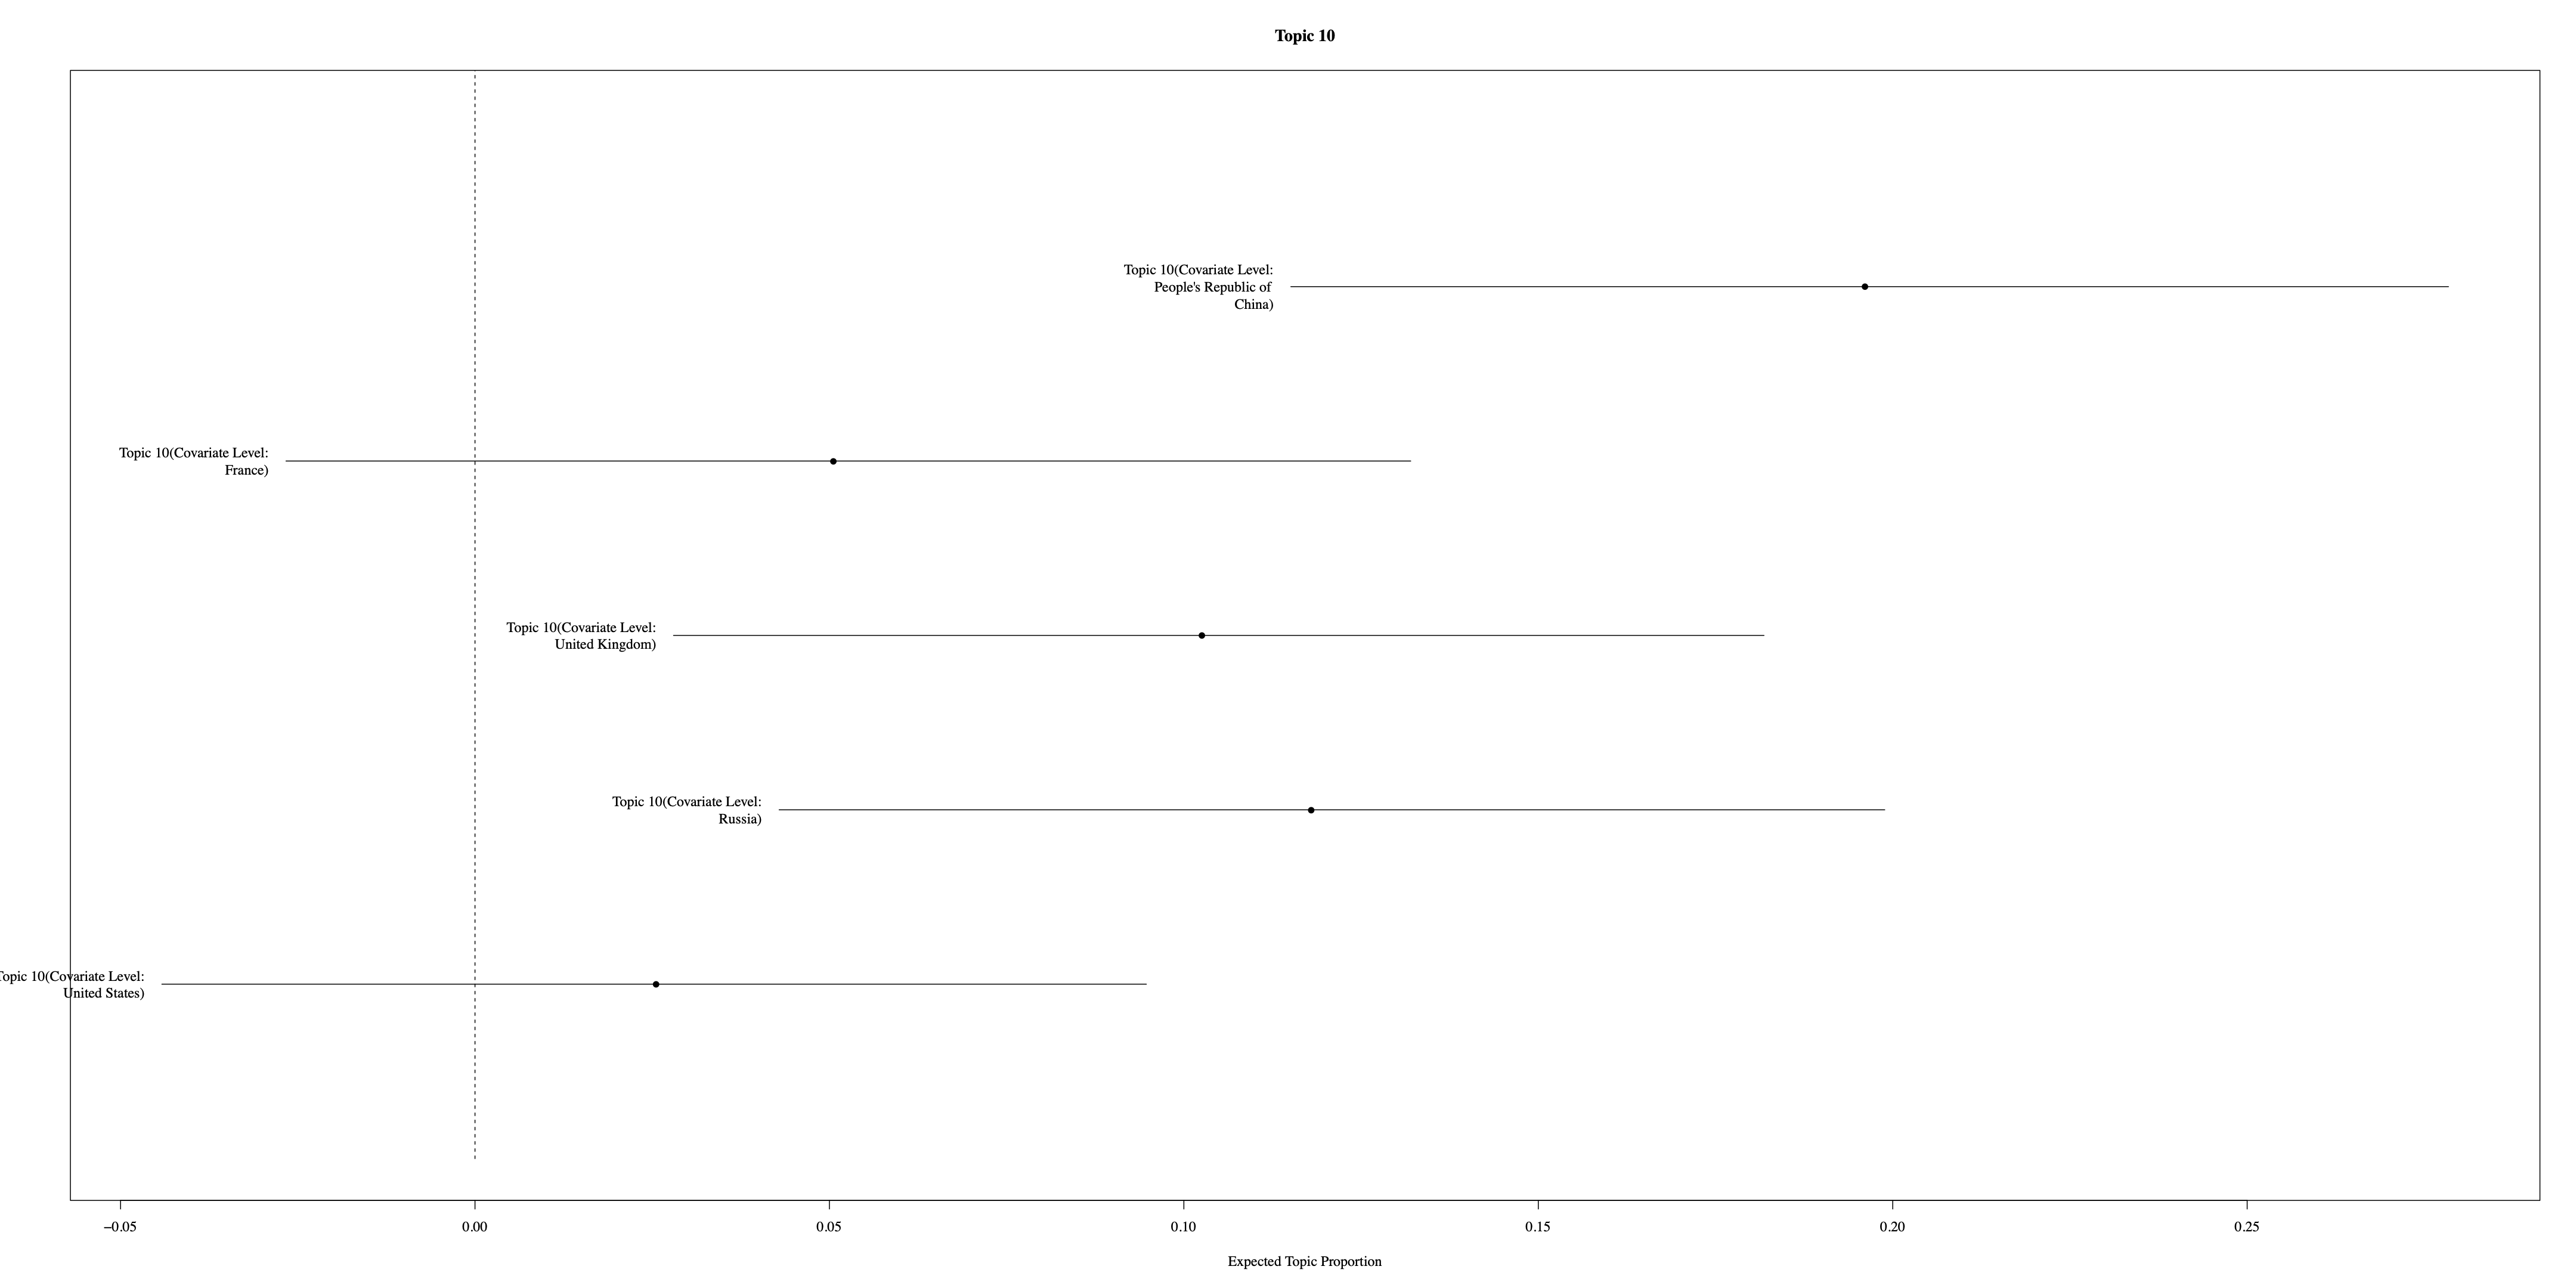 Topic 10
Topic 10(Covariate Level:
People's Republic of
China)
Topic 10(Covariate Level:
France)
Topic 10(Covariate Level:
United Kingdom)
Topic 10(Covariate Level:
Russia)
Topic 10(Covariate Level:
United States)
−0.05 0.00 0.05 0.10 0.15 0.20 0.25
Expected Topic Proportion